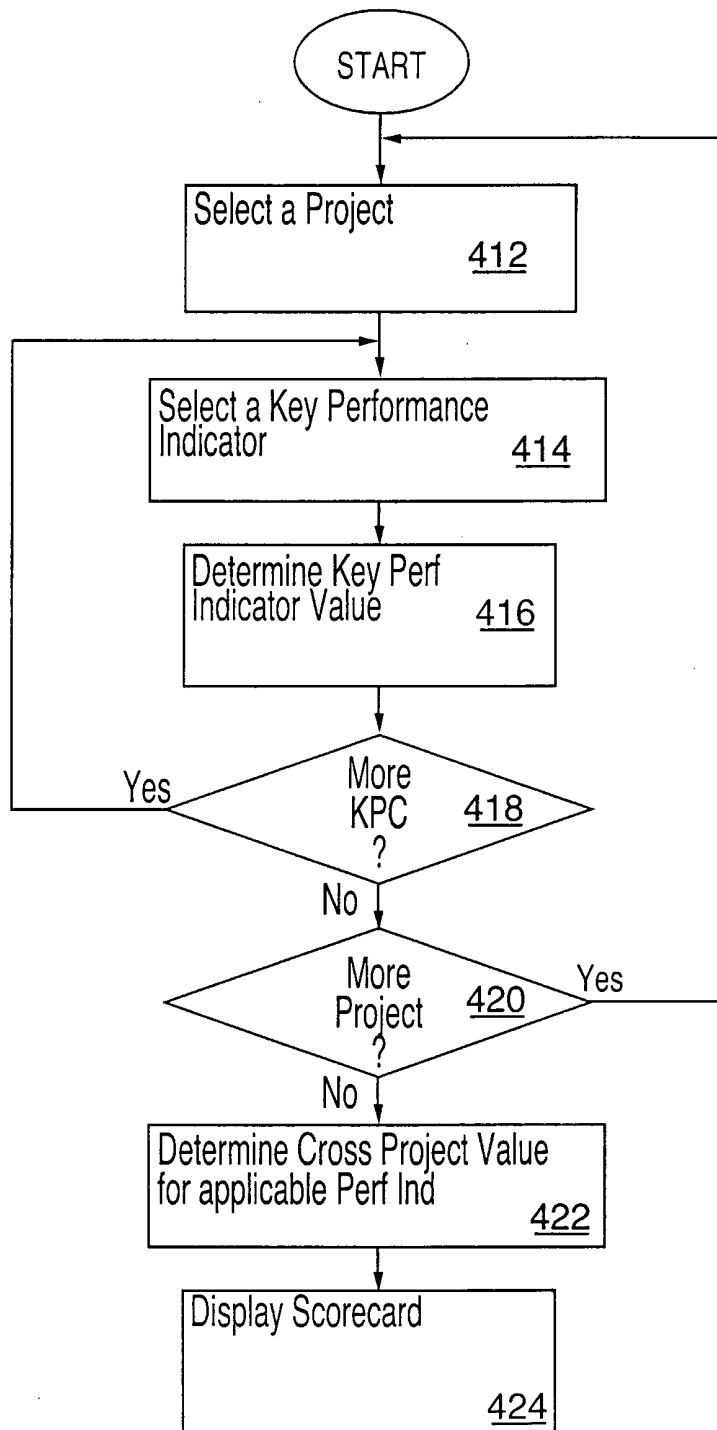 START
Select a Project
412
Select a Key Performance
Indicator
414
Determine Key Perf
Indicator Value
416
Yes
More
KPC
?
418
No
More
Project
?
420
Yes
No
Determine Cross Project Value
for applicable Perf Ind
422
Display Scorecard
424